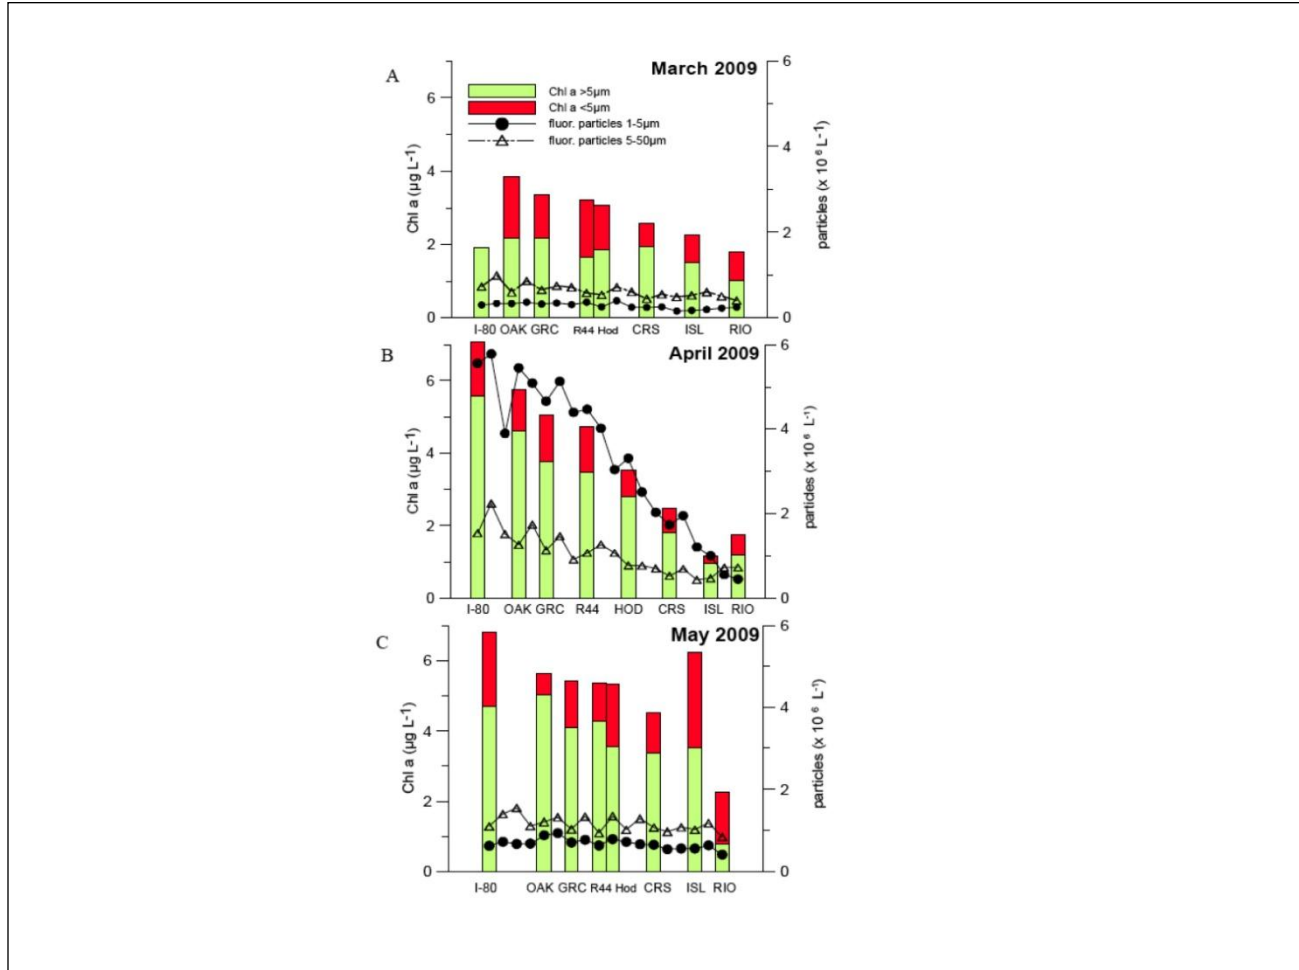 A
March 2009
Chl a >5µm
Chl a <5µm
fluor. particles 1-5µm
fluor. particles 5-50µm
Chl a (µg L-1)
particles (x 10 6 L-1)
6
4
2
0
6
4
2
0
I-80 OAK GRC R44 Hod CRS ISL RIO
B
April 2009
Chl a (µg L-1)
particles (x 10 6 L-1)
6
4
2
0
6
4
2
0
I-80 OAK GRC R44 HOD CRS ISL RIO
C
May 2009
Chl a (µg L-1)
particles (x 10 6 L-1)
6
4
2
0
6
4
2
0
I-80 OAK GRC R44 Hod CRS ISL RIO